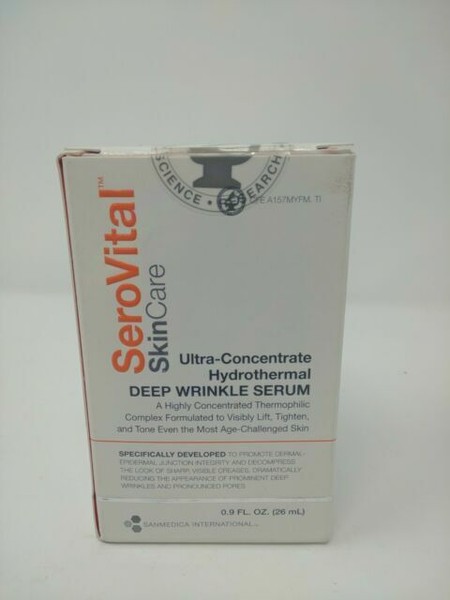 SCIENCE • RESEARCH
A157MYFM, TI
SeroVital™
SkinCare
Ultra-Concentrate
Hydrothermal
DEEP WRINKLE SERUM
A Highly Concentrated Thermophilic
Complex Formulated to Visibly Lift, Tighten,
and Tone Even the Most Age-Challenged Skin
SPECIFICALLY DEVELOPED TO PROMOTE DERMAL-
EPIDERMAL JUNCTION INTEGRITY AND DECOMPRESS
THE LOOK OF SHARP, VISIBLE CREASES, DRAMATICALLY
REDUCING THE APPEARANCE OF PROMINENT DEEP
WRINKLES AND PRONOUNCED PORES
0.9 FL. OZ. (26 mL)
SANMEDICA INTERNATIONAL